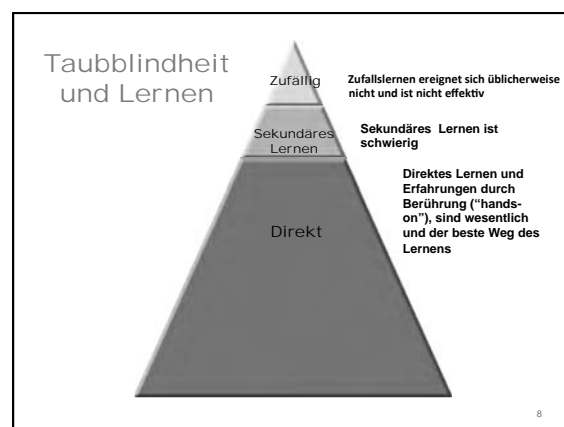 Taubblindheit
und Lernen
Zufällig
Zufallslernen ereignet sich üblicherweise
nicht und ist nicht effektiv
Sekundäres
Lernen
Sekundäres Lernen ist
schwierig
Direkt
Direktes Lernen und
Erfahrungen durch
Berührung (“hands-
on”), sind wesentlich
und der beste Weg des
Lernens
8